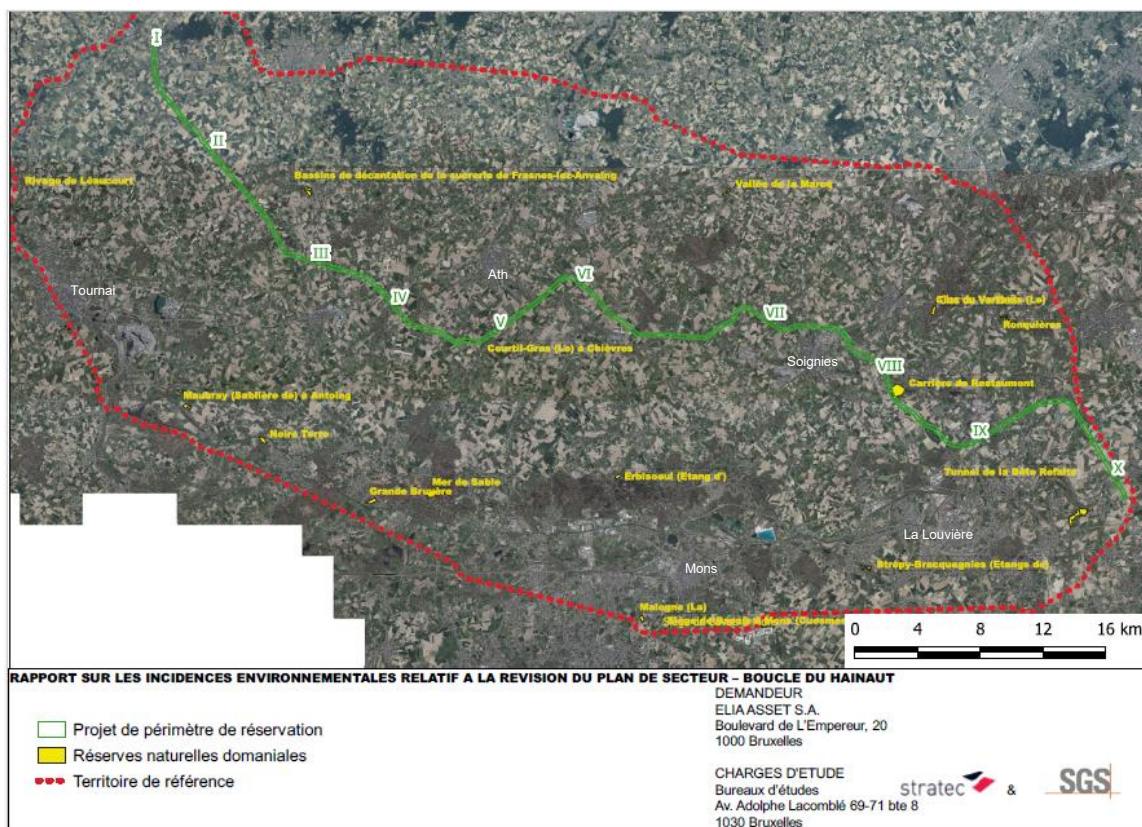 I
II
Rivage de Léaucourt
Bassins de décantation de la sucrerie de Frasnes-lez-Anvaing
Vallée de la Marcq
III
Ath
VI
Tournai
IV
V
VII
Courtil-Gras (Le) à Chièvres
Ronquières
Soignies
VIII
Carrière de Restaumont
Maubray (Sablière de) à Antoing
Noire Terre
IX
Tunnel de la Bête Refaite
X
Mer de Sable
Erbisoeul (Etang d')
Grande Bruyère
La Louvière
Mons
Strépy-Bracquegnies (Etangs de)
Malogne (La)
0 4 8 12 16 km
RAPPORT SUR LES INCIDENCES ENVIRONNEMENTALES RELATIF A LA REVISION DU PLAN DE SECTEUR – BOUCLE DU HAINAUT
Projet de périmètre de réservation
Réserves naturelles domaniales
Territoire de référence
DEMANDEUR
ELIA ASSET S.A.
Boulevard de L'Empereur, 20
1000 Bruxelles
CHARGES D'ETUDE
Bureaux d'études
Av. Adolphe Lacomblé 69-71 bte 8
1030 Bruxelles
stratec & SGS